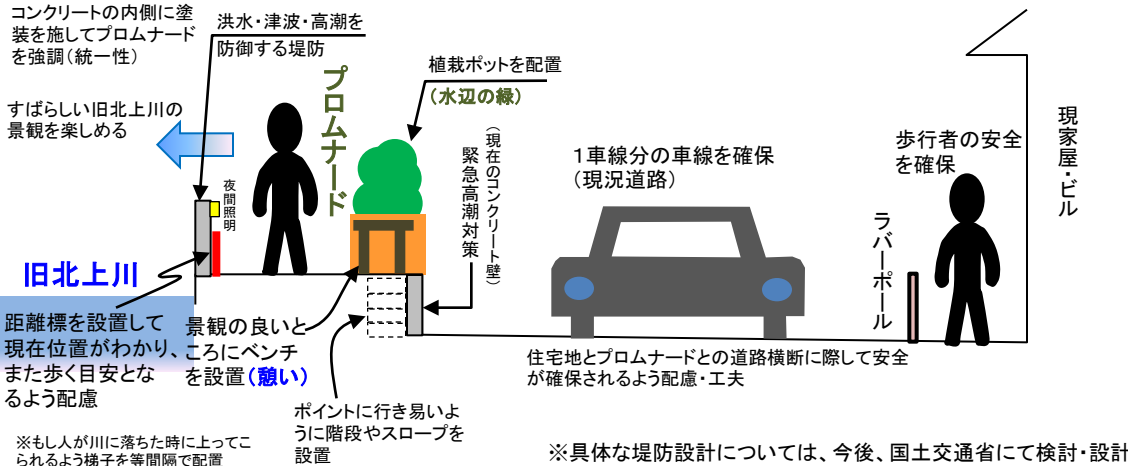 コンクリートの内側に塗
装を施してプロムナード
を強調(統一性)
洪水・津波・高潮を
防御する堤防
すばらしい旧北上川の
景観を楽しめる
夜間照明
プロムナード
植栽ポットを配置
(水辺の緑)
緊急高潮対策
(現在のコンクリート壁)
1車線分の車線を確保
(現況道路)
歩行者の安全
を確保
現家屋・ビル
ラバーポール
旧北上川
距離標を設置して
現在位置がわかり、
また歩く目安とな
るよう配慮
景観の良いと
ころにベンチ
を設置(憩い)
住宅地とプロムナードとの道路横断に際して安全
が確保されるよう配慮・工夫
ポイントに行き易いよ
うに階段やスロープを
設置
※もし人が川に落ちた時に上ってこ
られるよう梯子を等間隔で配置
※具体な堤防設計については、今後、国土交通省にて検討・設計